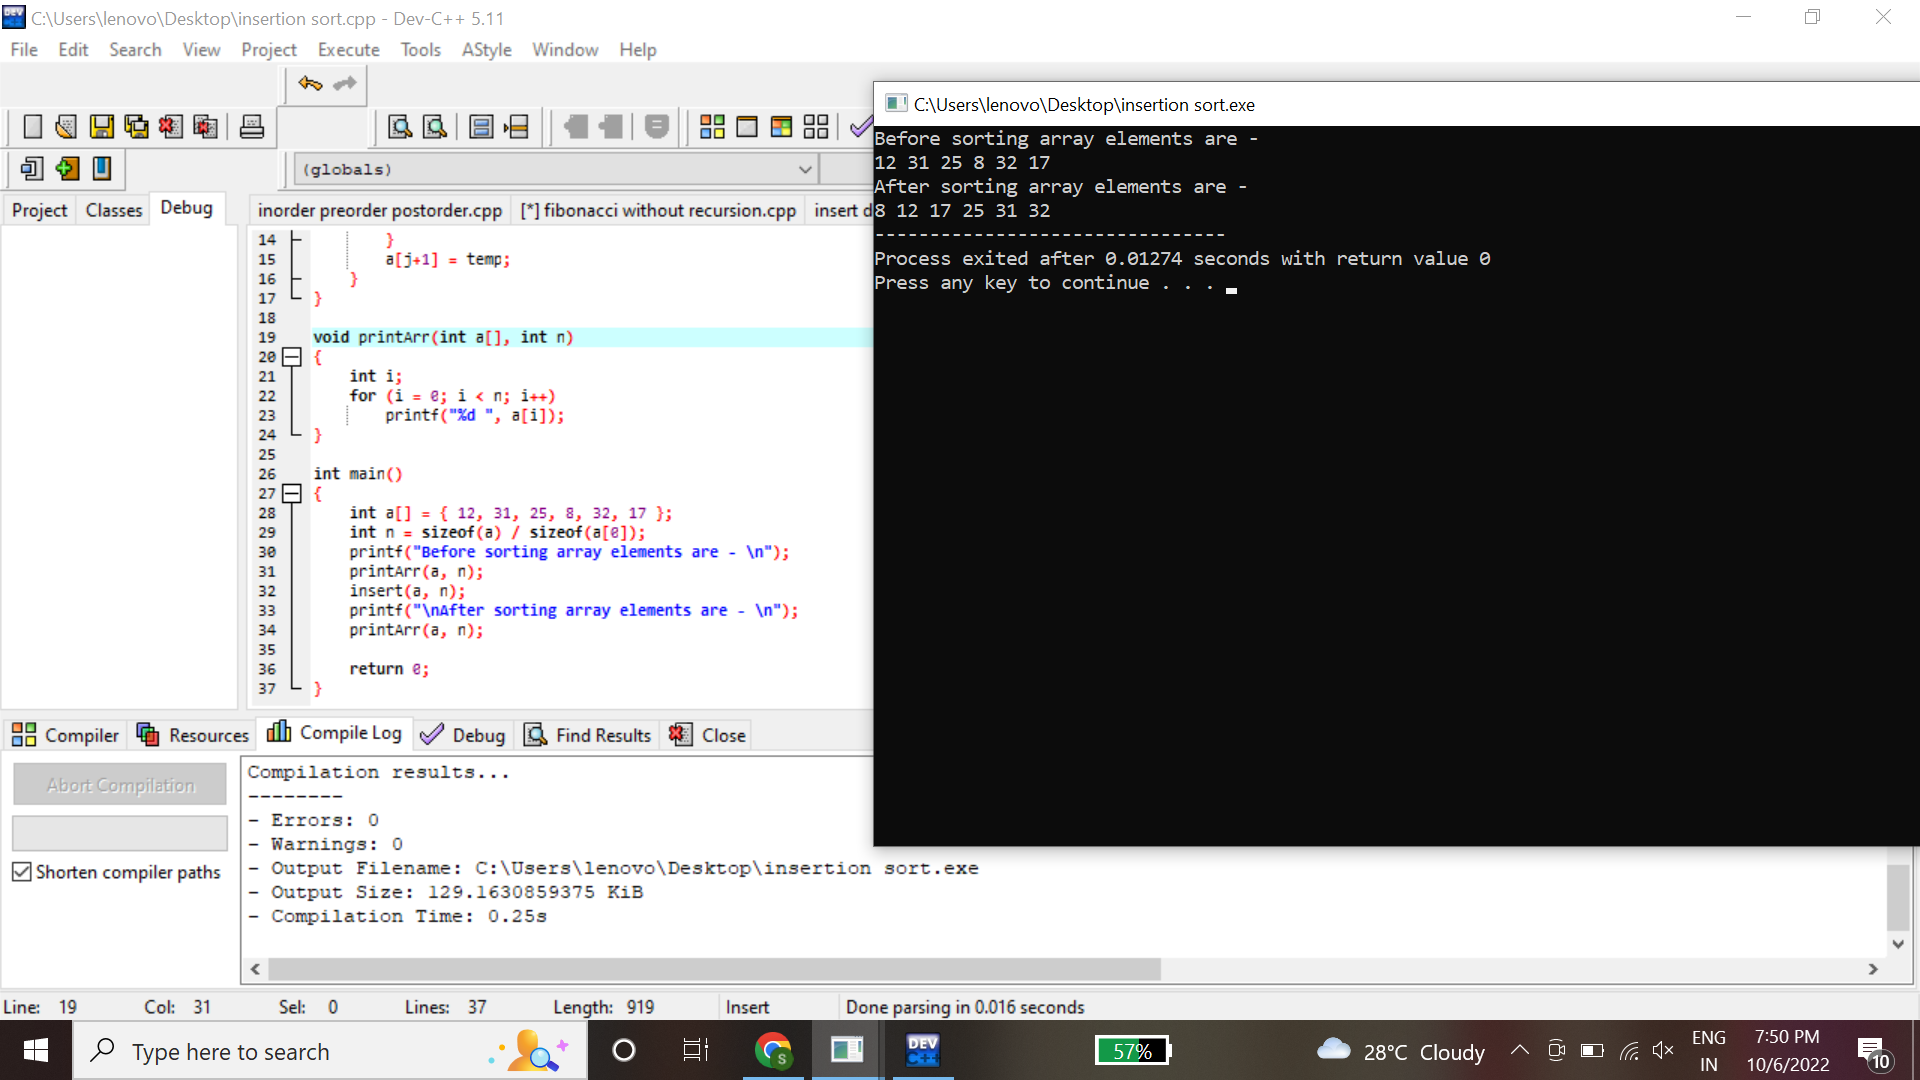 C:\Users\lenovo\Desktop\insertion sort.cpp - Dev-C++ 5.11
File Edit Search View Project Execute Tools AStyle Window Help
(globals)
Project Classes Debug
inorder preorder postorder.cpp [*] fibonacci without recursion.cpp insert d
14 }
15 a[j+1] = temp;
16 }
17 }
18
19 void printArr(int a[], int n)
20 {
21 int i;
22 for (i = 0; i < n; i++)
23 printf("%d ", a[i]);
24 }
25
26 int main()
27 {
28 int a[] = { 12, 31, 25, 8, 32, 17 };
29 int n = sizeof(a) / sizeof(a[0]);
30 printf("Before sorting array elements are - \n");
31 printArr(a, n);
32 insert(a, n);
33 printf("\nAfter sorting array elements are - \n");
34 printArr(a, n);
35
36 return 0;
37 }
C:\Users\lenovo\Desktop\insertion sort.exe
Before sorting array elements are -
12 31 25 8 32 17
After sorting array elements are -
8 12 17 25 31 32
--------------------------------
Process exited after 0.01274 seconds with return value 0
Press any key to continue . . .
Compiler Resources Compile Log Debug Find Results Close
Abort Compilation
Shorten compiler paths
Compilation results...
--------
- Errors: 0
- Warnings: 0
- Output Filename: C:\Users\lenovo\Desktop\insertion sort.exe
- Output Size: 129.1630859375 KiB
- Compilation Time: 0.25s
Line: 19 Col: 31 Sel: 0 Lines: 37 Length: 919 Insert Done parsing in 0.016 seconds
Type here to search
S
DEV C++
57%
28°C Cloudy
ENG
IN
7:50 PM
10/6/2022
10